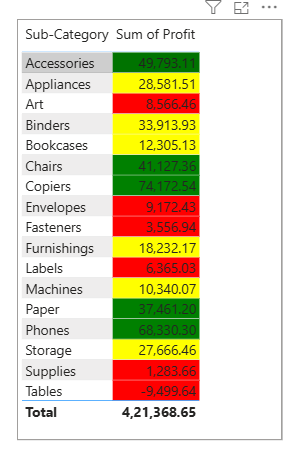 Sub-Category Sum of Profit
Accessories 49,793.11
Appliances 28,581.51
Art 8,566.46
Binders 33,913.93
Bookcases 12,305.13
Chairs 41,127.36
Copiers 74,172.54
Envelopes 9,172.43
Fasteners 3,556.94
Furnishings 18,232.17
Labels 6,365.03
Machines 10,340.07
Paper 37,461.20
Phones 68,330.30
Storage 27,666.46
Supplies 1,283.66
Tables -9,499.64
Total 4,21,368.65